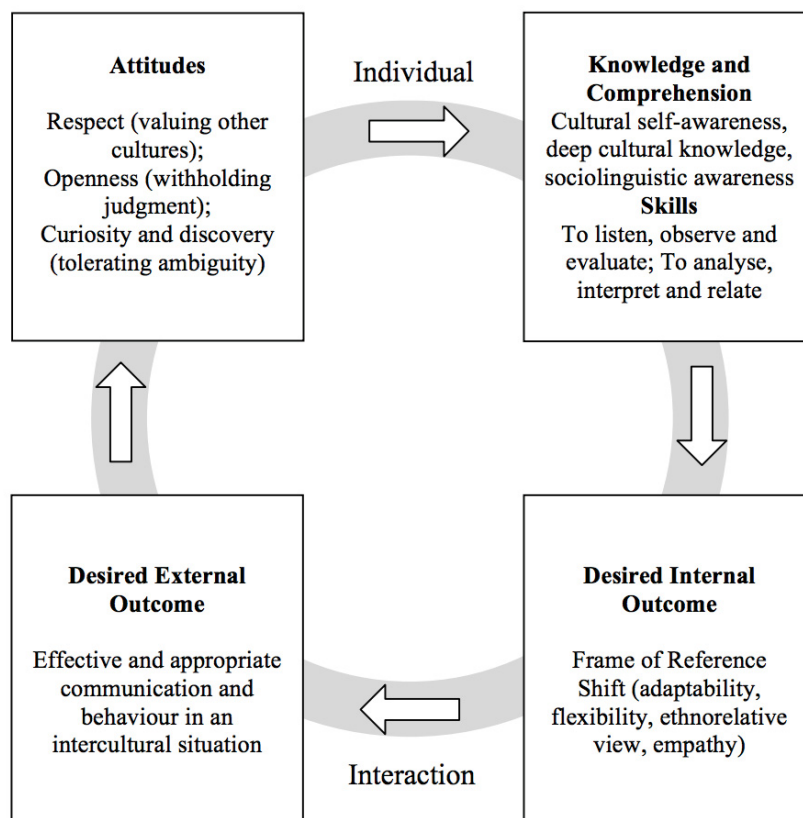 Attitudes
Respect (valuing other
cultures);
Openness (withholding
judgment);
Curiosity and discovery
(tolerating ambiguity)
Individual
Knowledge and
Comprehension
Cultural self-awareness,
deep cultural knowledge,
sociolinguistic awareness
Skills
To listen, observe and
evaluate; To analyse,
interpret and relate
Desired External
Outcome
Effective and appropriate
communication and
behaviour in an
intercultural situation
Interaction
Desired Internal
Outcome
Frame of Reference
Shift (adaptability,
flexibility, ethnorelative
view, empathy)